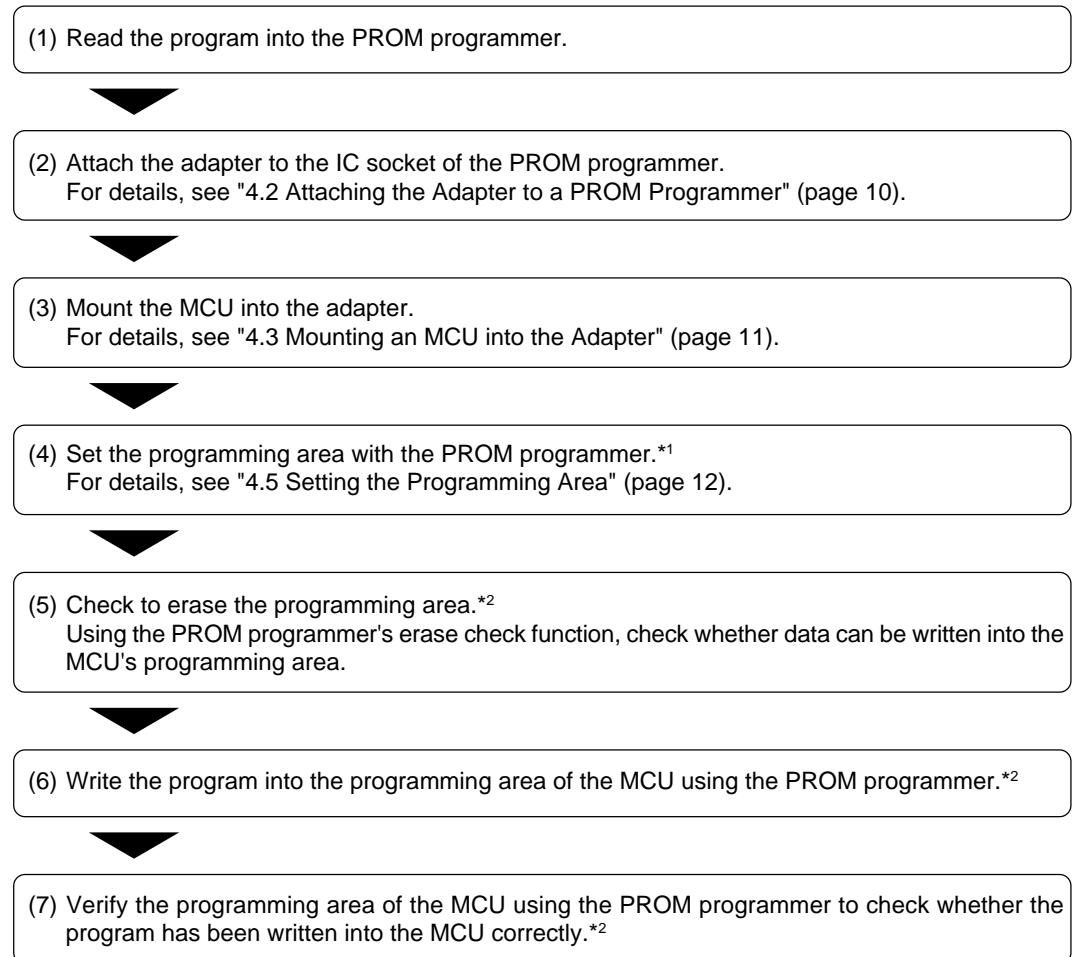 (1) Read the program into the PROM programmer.
(2) Attach the adapter to the IC socket of the PROM programmer.
For details, see "4.2 Attaching the Adapter to a PROM Programmer" (page 10).
(3) Mount the MCU into the adapter.
For details, see "4.3 Mounting an MCU into the Adapter" (page 11).
(4) Set the programming area with the PROM programmer.*1
For details, see "4.5 Setting the Programming Area" (page 12).
(5) Check to erase the programming area.*2
Using the PROM programmer's erase check function, check whether data can be written into the
MCU's programming area.
(6) Write the program into the programming area of the MCU using the PROM programmer.*2
(7) Verify the programming area of the MCU using the PROM programmer to check whether the
program has been written into the MCU correctly.*2